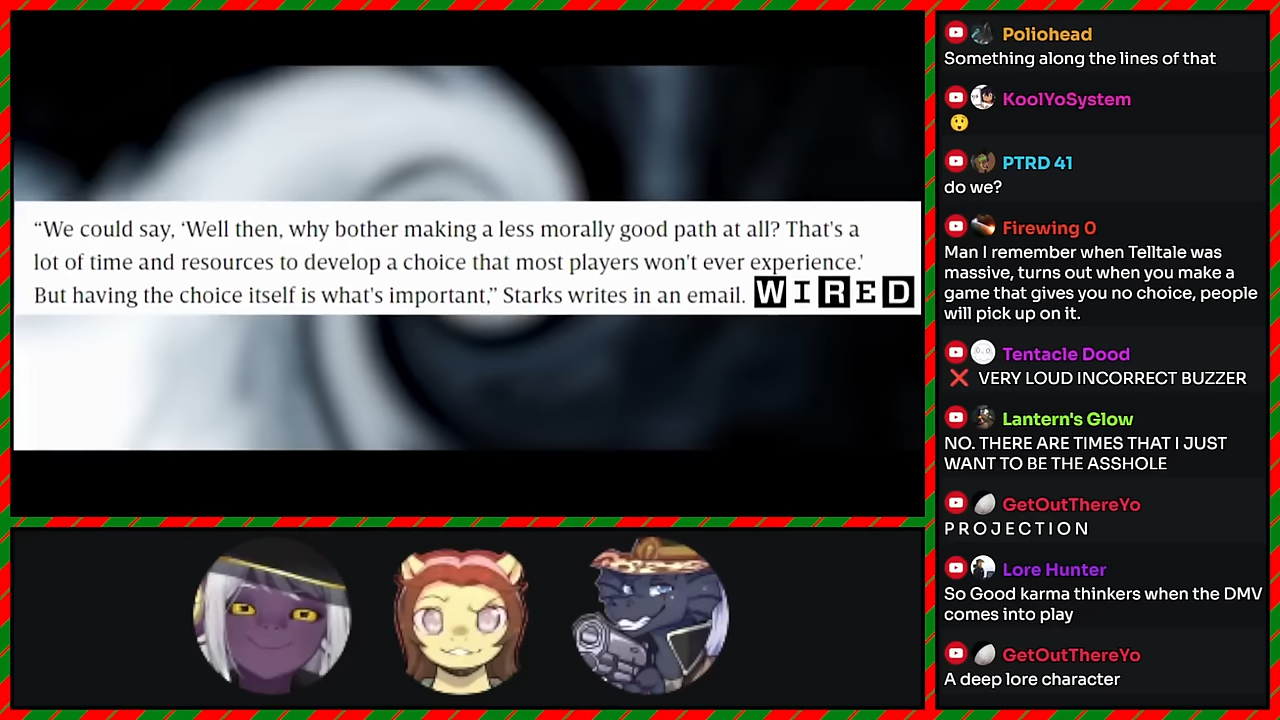 “We could say, ‘Well then, why bother making a less morally good path at all? That's a
lot of time and resources to develop a choice that most players won't ever experience.'
But having the choice itself is what's important,” Starks writes in an email. WIRED
Poliohead
Something along the lines of that
KoolYoSystem
😲
PTRD 41
do we?
Firewing 0
Man I remember when Telltale was
massive, turns out when you make a
game that gives you no choice, people
will pick up on it.
Tentacle Dood
❌ VERY LOUD INCORRECT BUZZER
Lantern's Glow
NO. THERE ARE TIMES THAT I JUST
WANT TO BE THE ASSHOLE
GetOutThereYo
P R O J E C T I O N
Lore Hunter
So Good karma thinkers when the DMV
comes into play
GetOutThereYo
A deep lore character